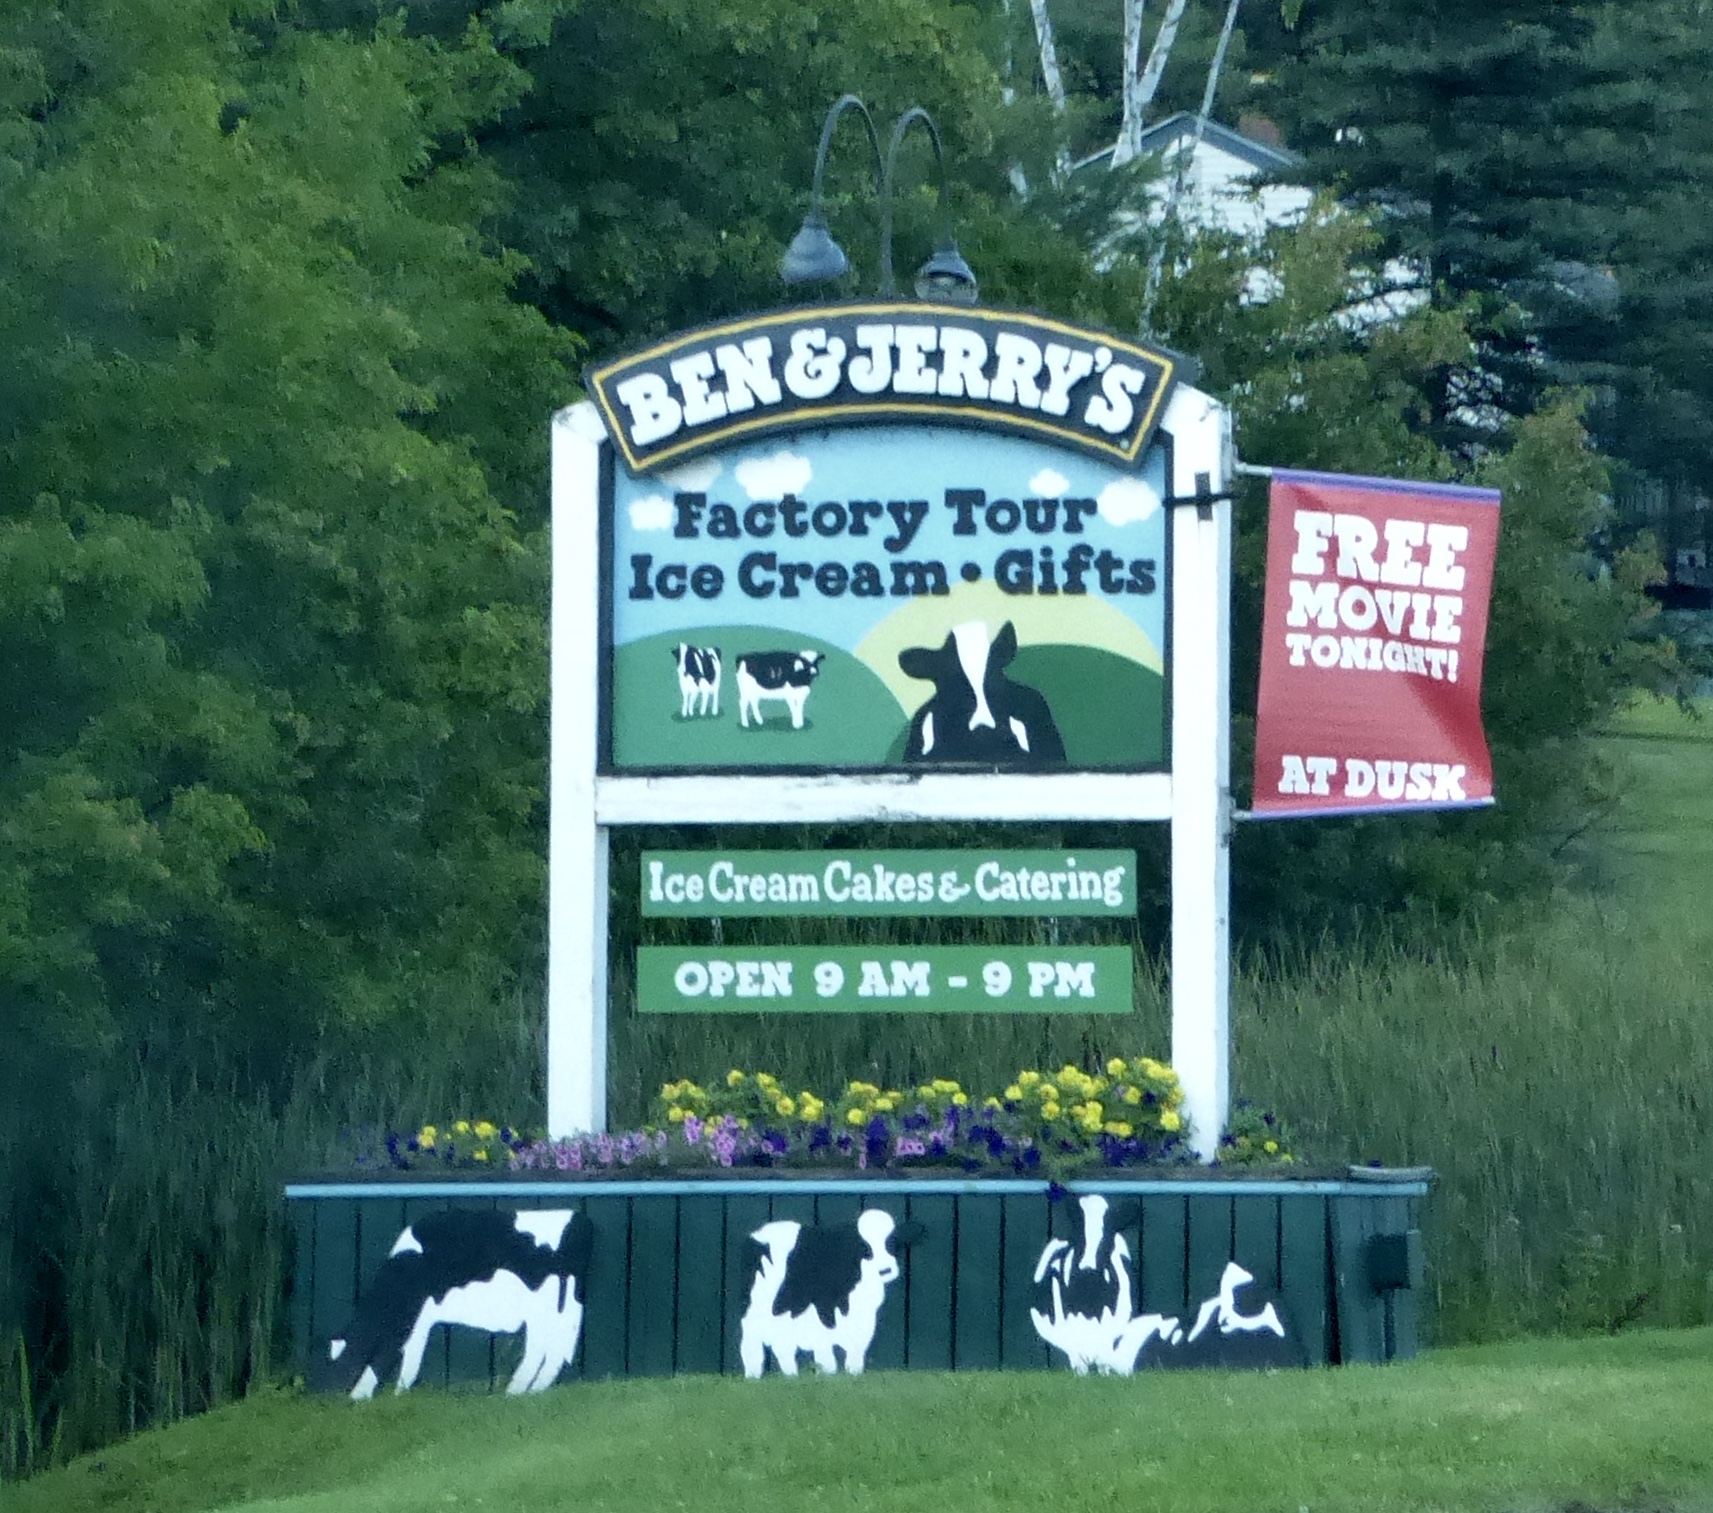 BEN & JERRY'S
Factory Tour
Ice Cream • Gifts
FREE
MOVIE
TONIGHT!
AT DUSK
Ice Cream Cakes & Catering
OPEN 9 AM - 9 PM